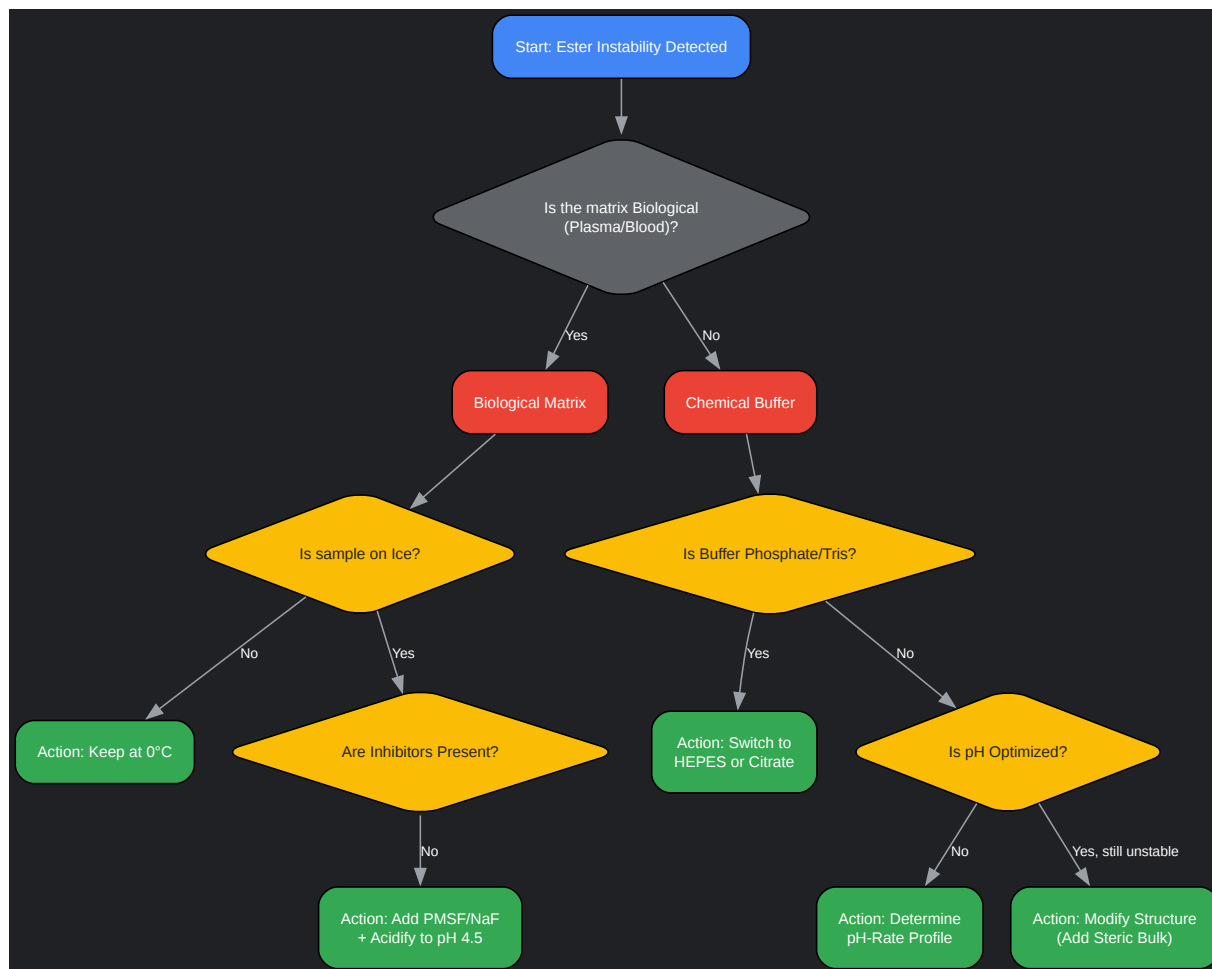 Start: Ester Instability Detected
Is the matrix Biological
(Plasma/Blood)?
Yes
No
Biological Matrix
Chemical Buffer
Is sample on Ice?
Is Buffer Phosphate/Tris?
No
Yes
Yes
No
Action: Keep at 0°C
Are Inhibitors Present?
Action: Switch to
HEPES or Citrate
Is pH Optimized?
No
No
Yes, still unstable
Action: Add PMSF/NaF
+ Acidify to pH 4.5
Action: Determine
pH-Rate Profile
Action: Modify Structure
(Add Steric Bulk)